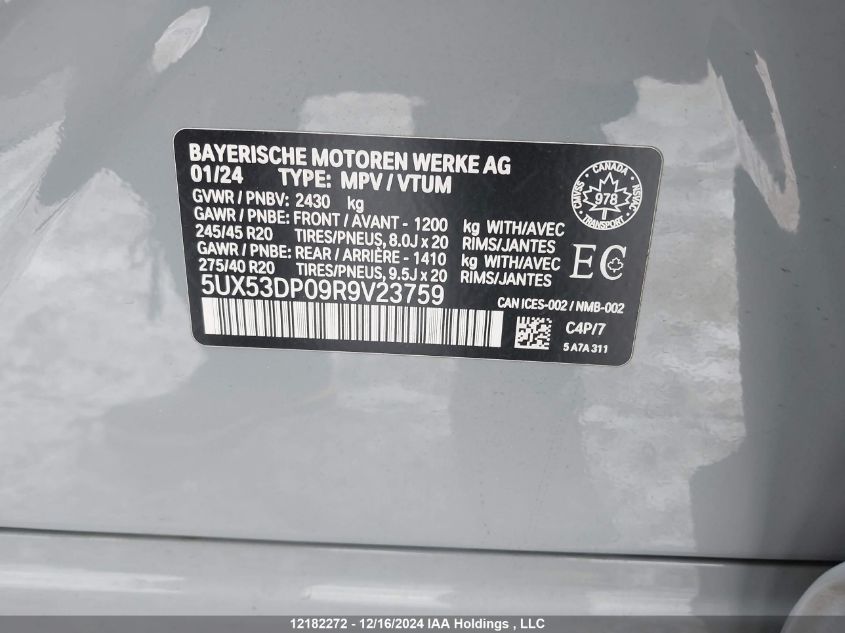 BAYERISCHE MOTOREN WERKE AG
01/24 TYPE: MPV / VTUM
GVWR / PNBV: 2430 kg
GAWR / PNBE: FRONT / AVANT - 1200 kg WITH/AVEC
245/45 R20 TIRES/PNEUS, 8.0J x 20 RIMS/JANTES
GAWR / PNBE: REAR / ARRIÈRE - 1410 kg WITH/AVEC
275/40 R20 TIRES/PNEUS, 9.5J x 20 RIMS/JANTES
5UX53DP09R9V23759
CANADA
CMVSS 978 NSVAC
TRANSPORT
EC
CAN ICES-002 / NMB-002
C4P/7
5 A7A 311
12182272 - 12/16/2024 IAA Holdings , LLC